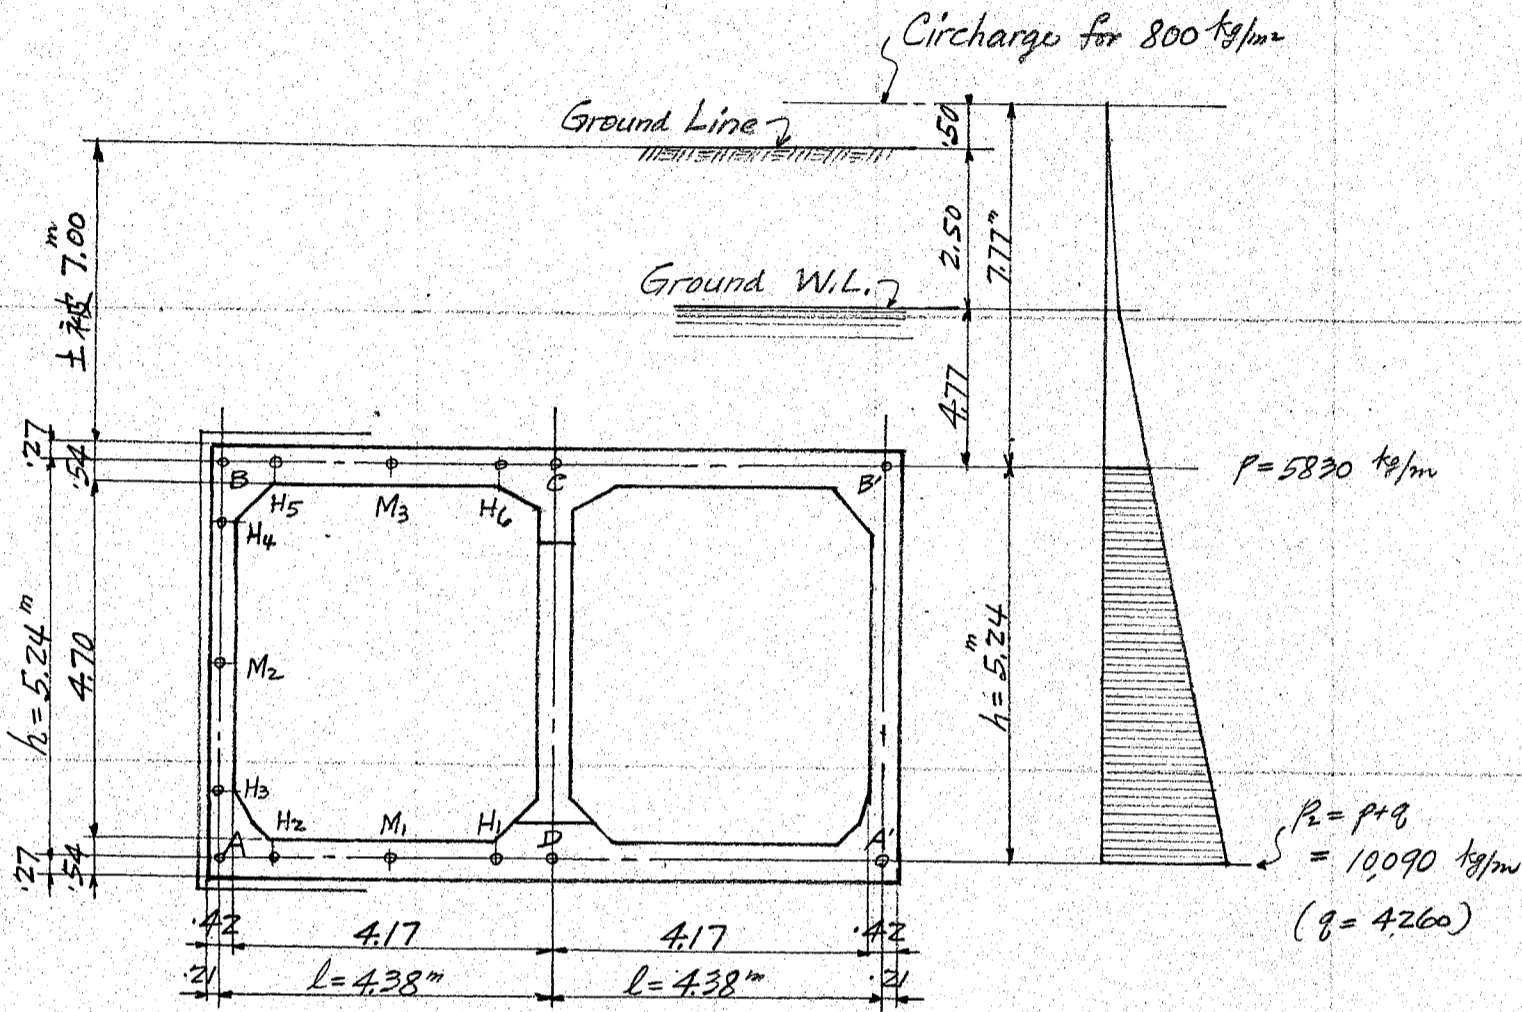 Circharge for 800 kg/m²
Ground Line
.50
土被 7.00m
2.50
7.77m
Ground W.L.
4.77
.27
.54
B
H5
M3
H6
C
B'
P = 5830 kg/m
H4
h = 5.24m
4.70
M2
h = 5.24m
H3
H2
M1
H1
D
A
A'
.27
.54
P2 = p+q
= 10,090 kg/m
(q = 4,260)
.42
4.17
4.17
.42
.21
l = 4.38m
l = 4.38m
.21